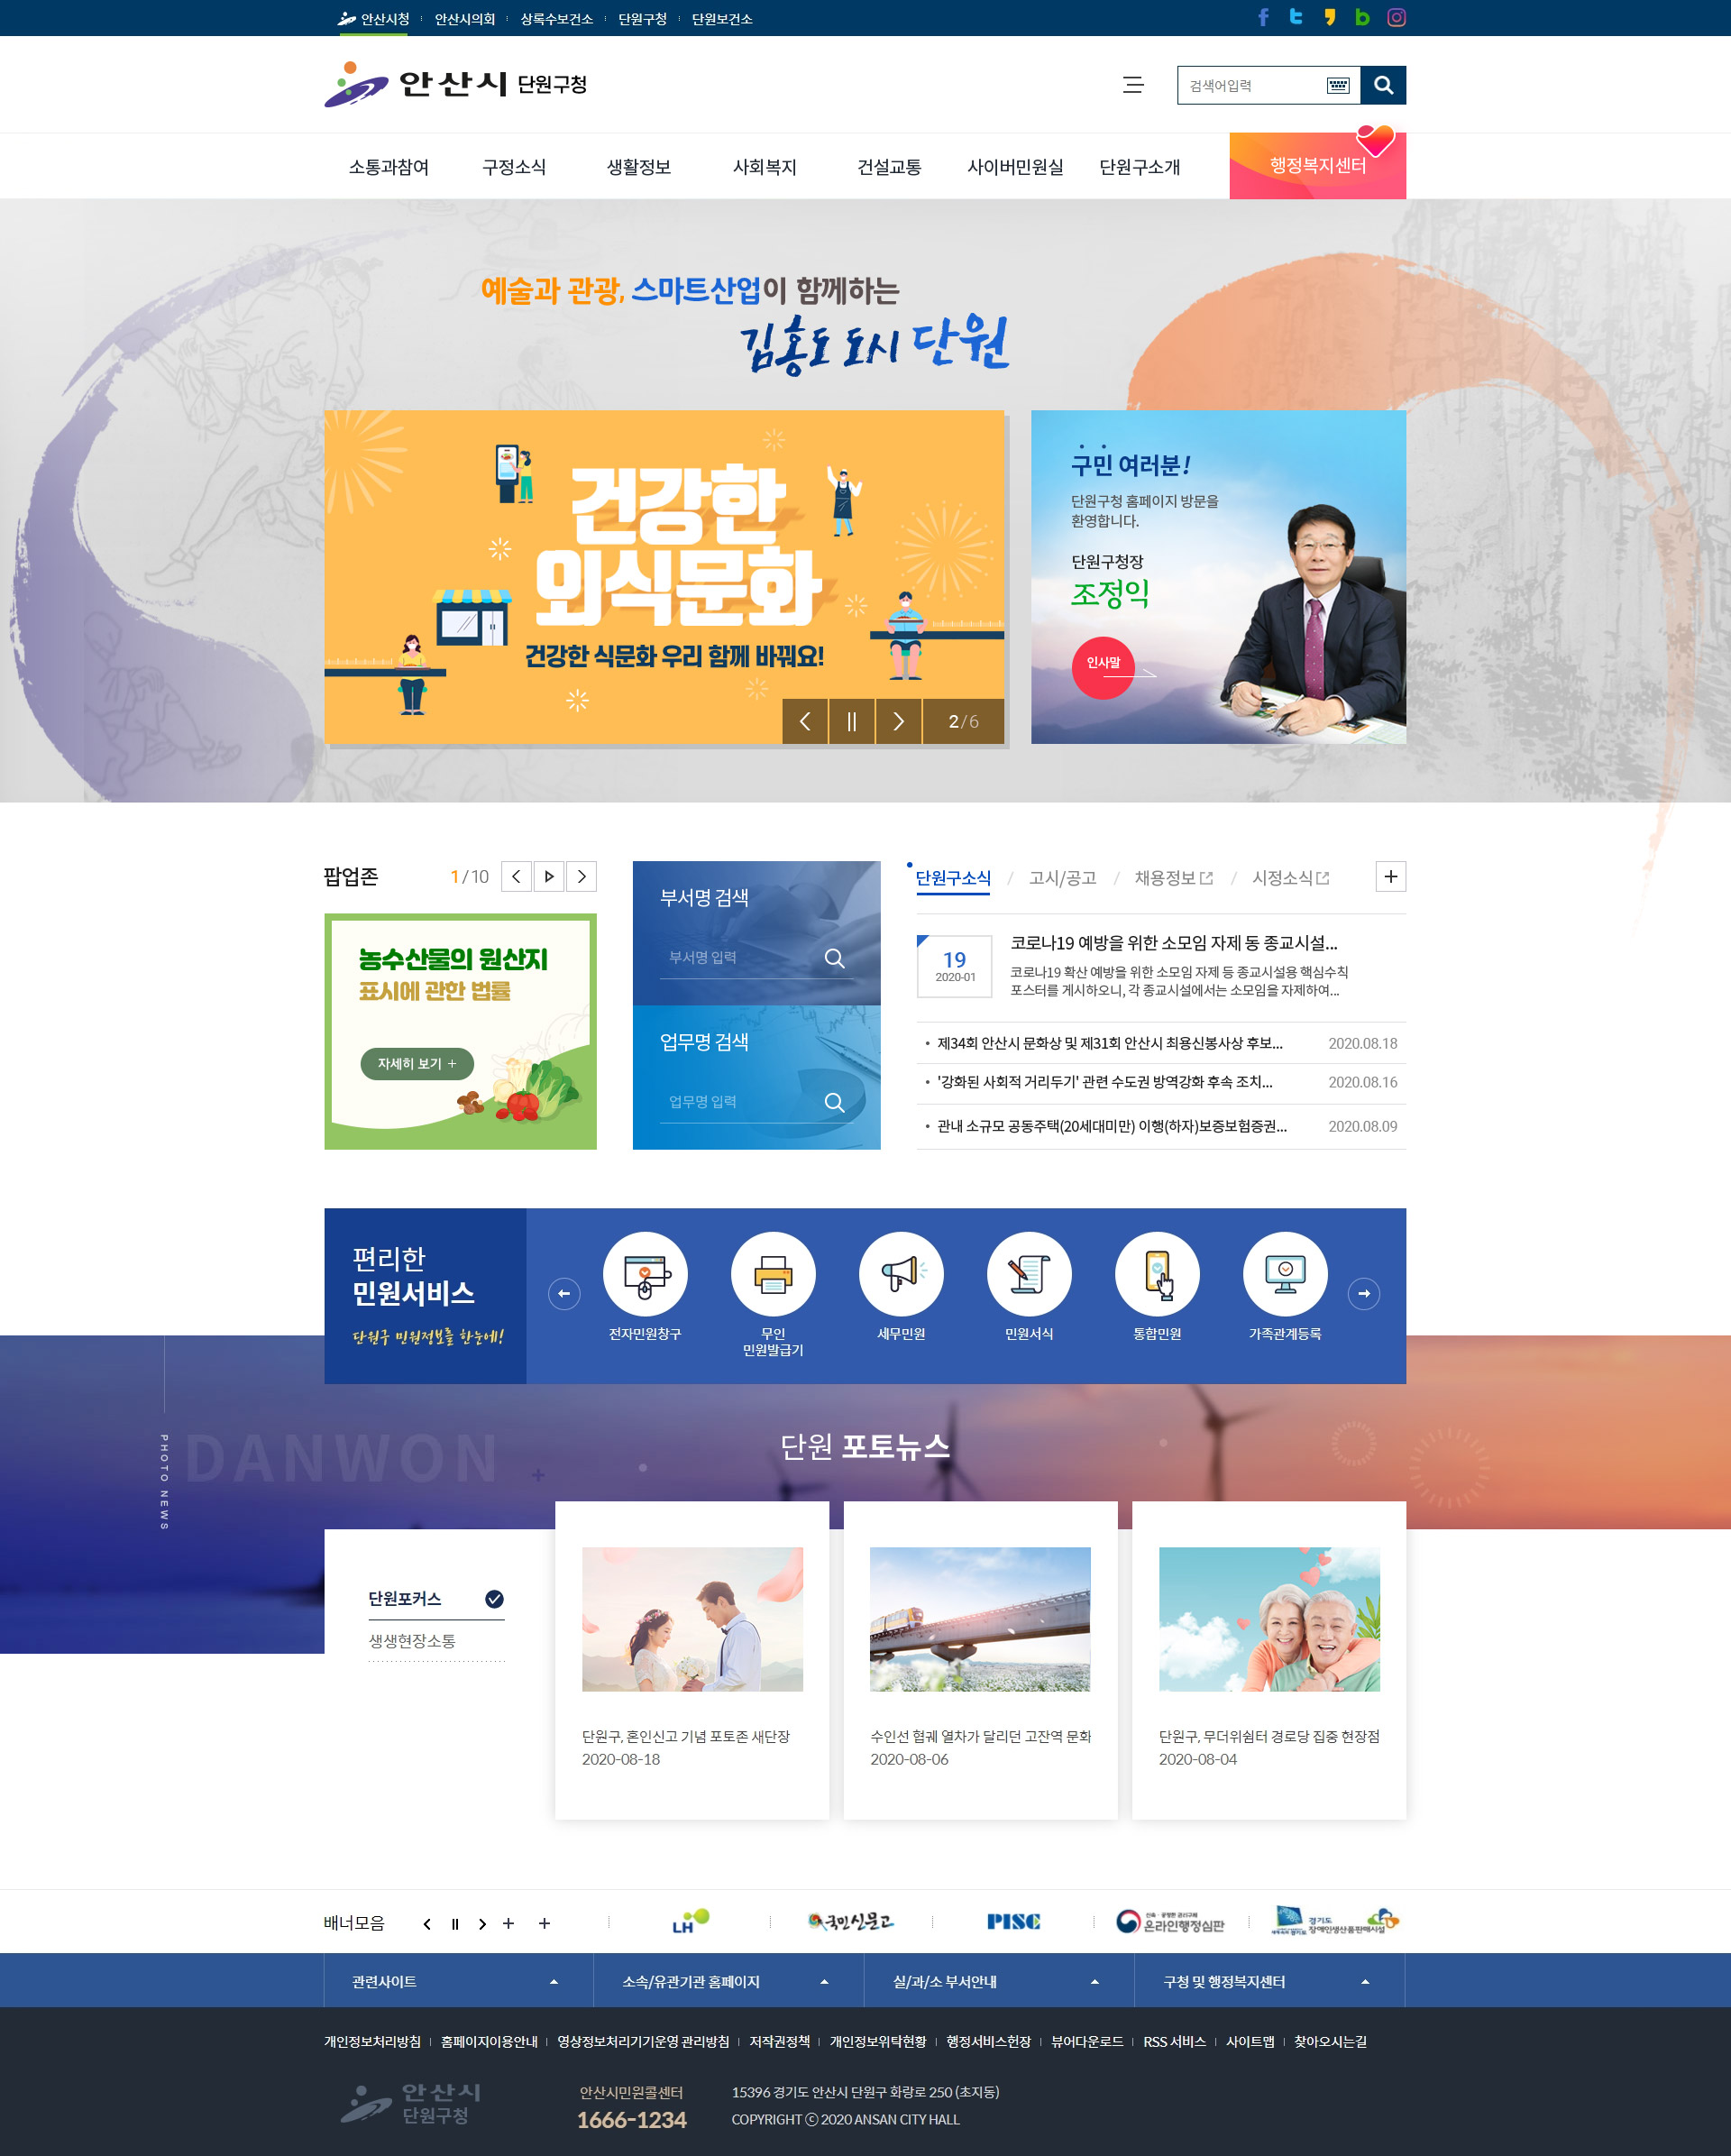 안산시청
안산시의회
상록수보건소
단원구청
단원보건소
안산시 단원구청
검색어입력
소통과참여
구정소식
생활정보
사회복지
건설교통
사이버민원실
단원구소개
행정복지센터
예술과 관광, 스마트산업이 함께하는
김홍도 도시 단원
건강한
외식문화
건강한 식문화 우리 함께 바꿔요!
2 / 6
구민 여러분!
단원구청 홈페이지 방문을
환영합니다.
단원구청장
조정익
인사말
팝업존
1 / 10
농수산물의 원산지
표시에 관한 법률
자세히 보기 +
부서명 검색
부서명 입력
업무명 검색
업무명 입력
단원구소식 / 고시/공고 / 채용정보 / 시정소식
19
2020-01
코로나19 예방을 위한 소모임 자제 동 종교시설...
코로나19 확산 예방을 위한 소모임 자제 등 종교시설용 핵심수칙
포스터를 게시하오니, 각 종교시설에서는 소모임을 자제하여...
제34회 안산시 문화상 및 제31회 안산시 최용신봉사상 후보... 2020.08.18
'강화된 사회적 거리두기' 관련 수도권 방역강화 후속 조치... 2020.08.16
관내 소규모 공동주택(20세대미만) 이행(하자)보증보험증권... 2020.08.09
편리한
민원서비스
단원구 민원정보를 한눈에!
전자민원창구
무인
민원발급기
세무민원
민원서식
통합민원
가족관계등록
PHOTO NEWS
DANWON
단원 포토뉴스
단원포커스
생생현장소통
단원구, 혼인신고 기념 포토존 새단장
2020-08-18
수인선 협궤 열차가 달리던 고잔역 문화
2020-08-06
단원구, 무더위쉼터 경로당 집중 현장점
2020-08-04
배너모음
LH
국민신문고
PISC
온라인행정심판
경기도
장애인생산품판매시설
관련사이트
소속/유관기관 홈페이지
실/과/소 부서안내
구청 및 행정복지센터
개인정보처리방침
홈페이지이용안내
영상정보처리기기운영 관리방침
저작권정책
개인정보위탁현황
행정서비스헌장
뷰어다운로드
RSS 서비스
사이트맵
찾아오시는길
안산시
단원구청
안산시민원콜센터
1666-1234
15396 경기도 안산시 단원구 화랑로 250 (초지동)
COPYRIGHT ⓒ 2020 ANSAN CITY HALL